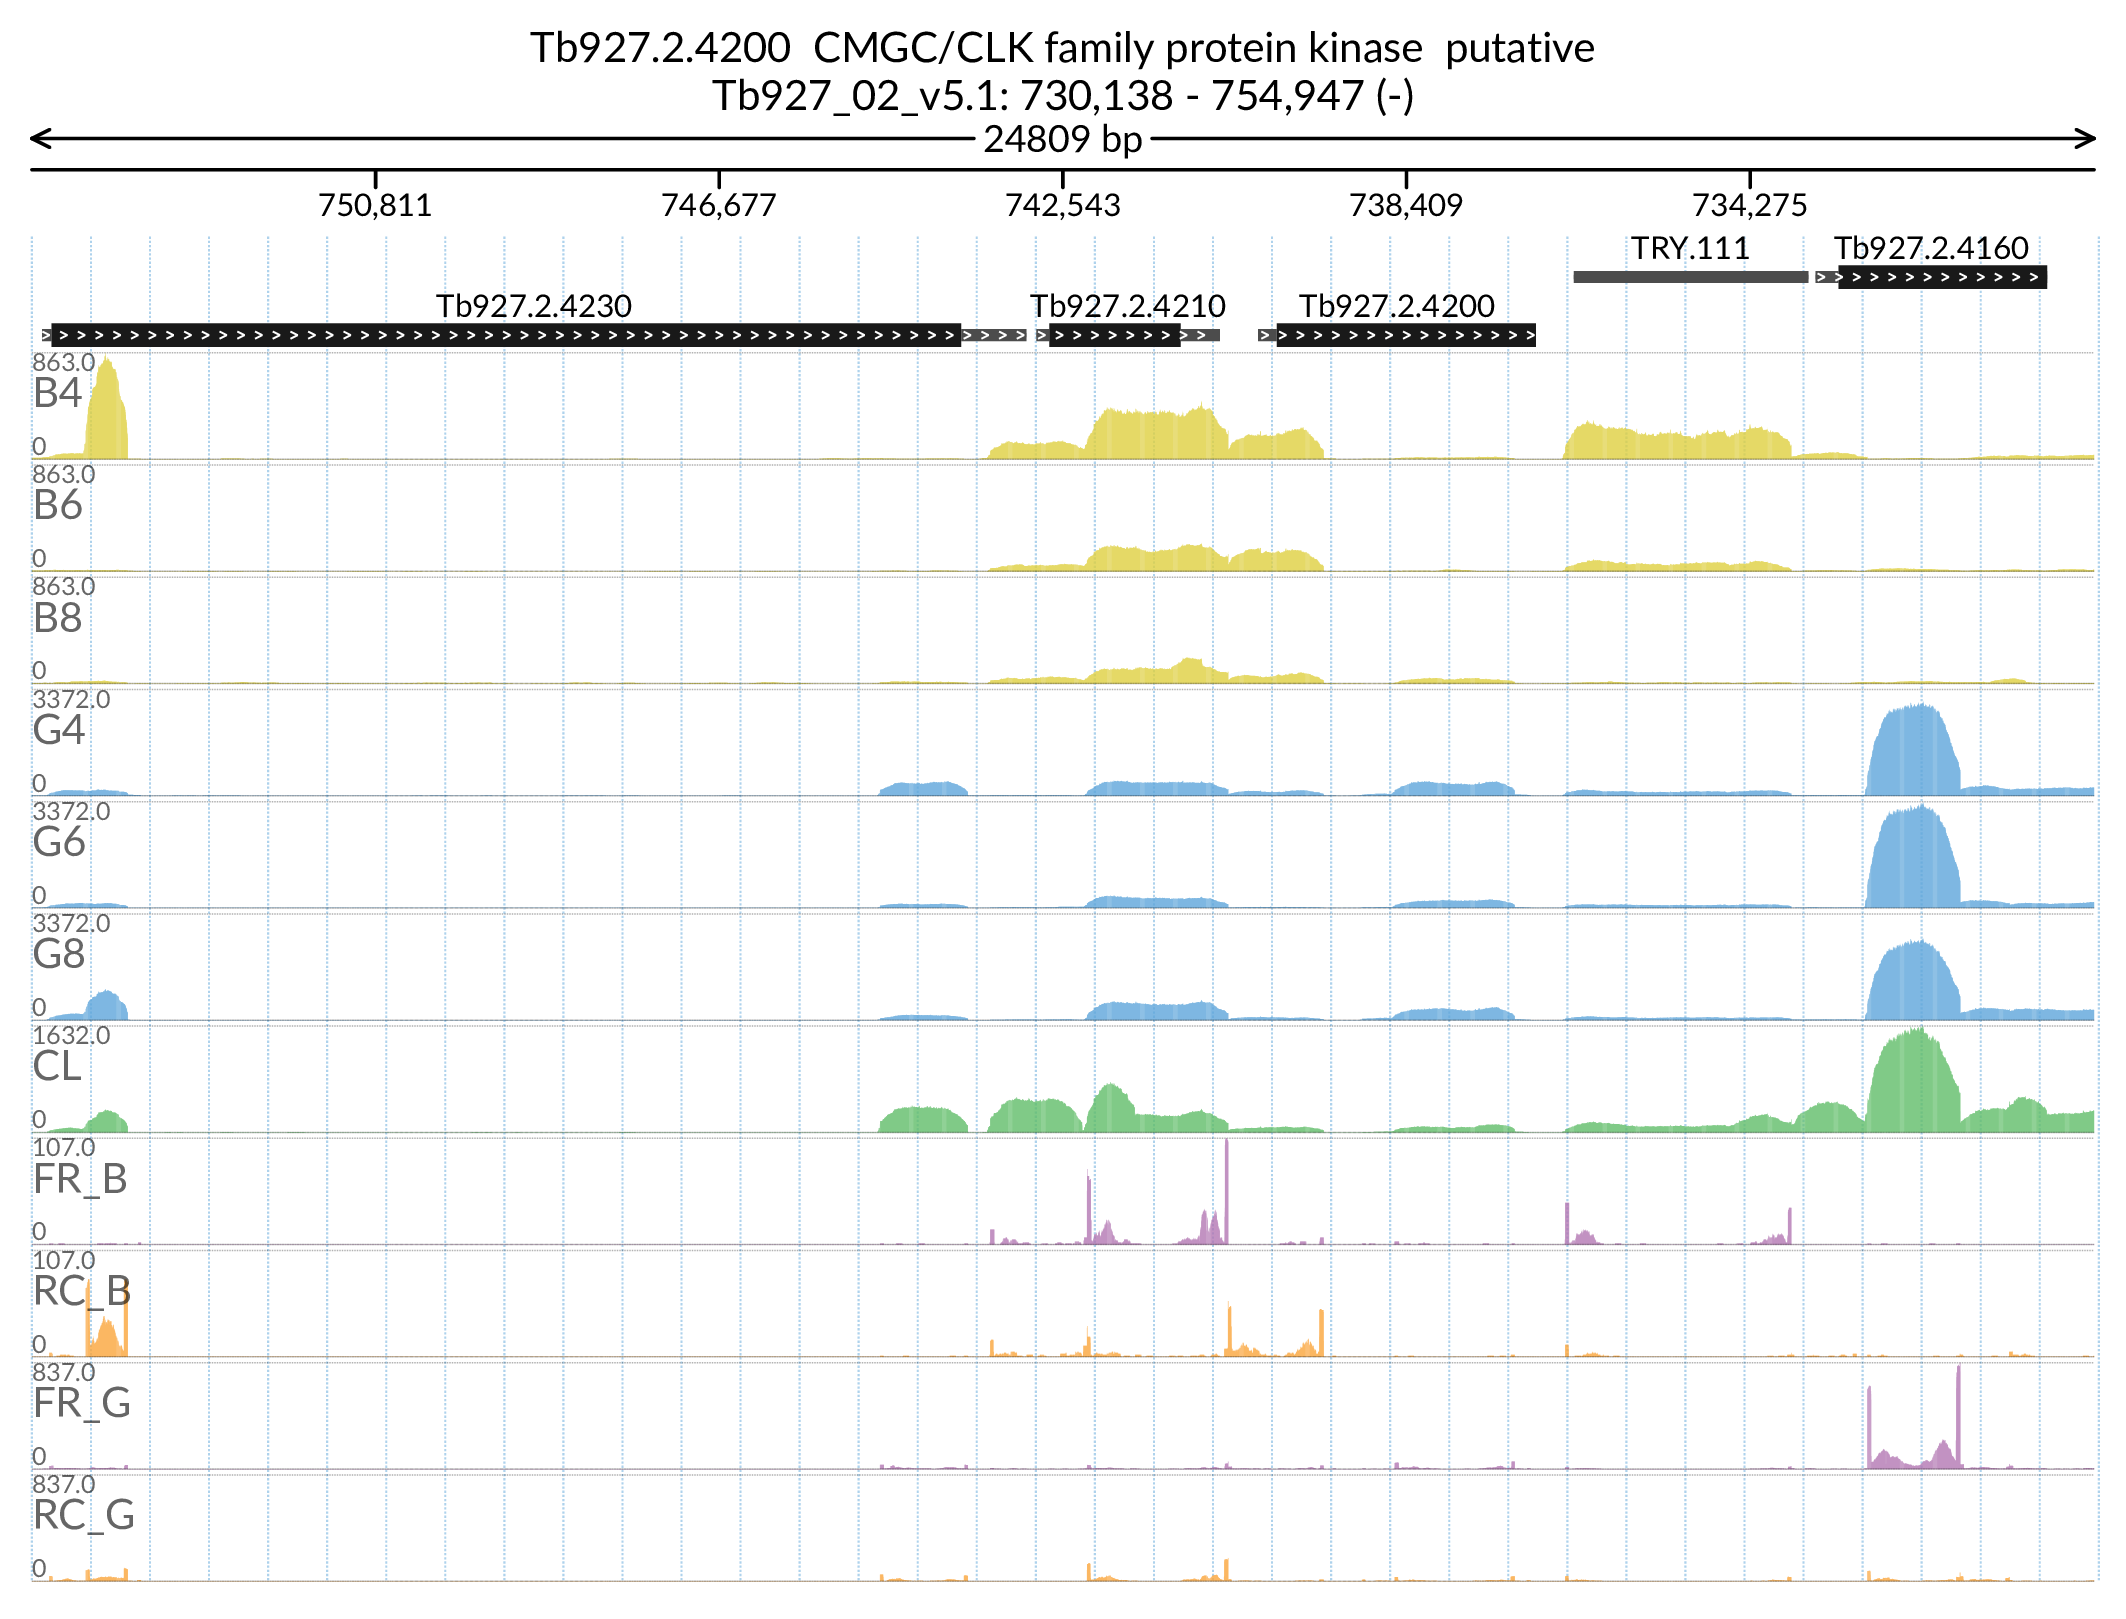 Tb927.2.4200  CMGC/CLK family protein kinase  putative
Tb927_02_v5.1: 730,138 - 754,947 (-)
24809 bp
750,811 746,677 742,543 738,409 734,275
TRY.111 Tb927.2.4160
Tb927.2.4230 Tb927.2.4210 Tb927.2.4200
863.0
B4
0
863.0
B6
0
863.0
B8
0
3372.0
G4
0
3372.0
G6
0
3372.0
G8
0
1632.0
CL
0
107.0
FR_B
0
107.0
RC_B
0
837.0
FR_G
0
837.0
RC_G
0